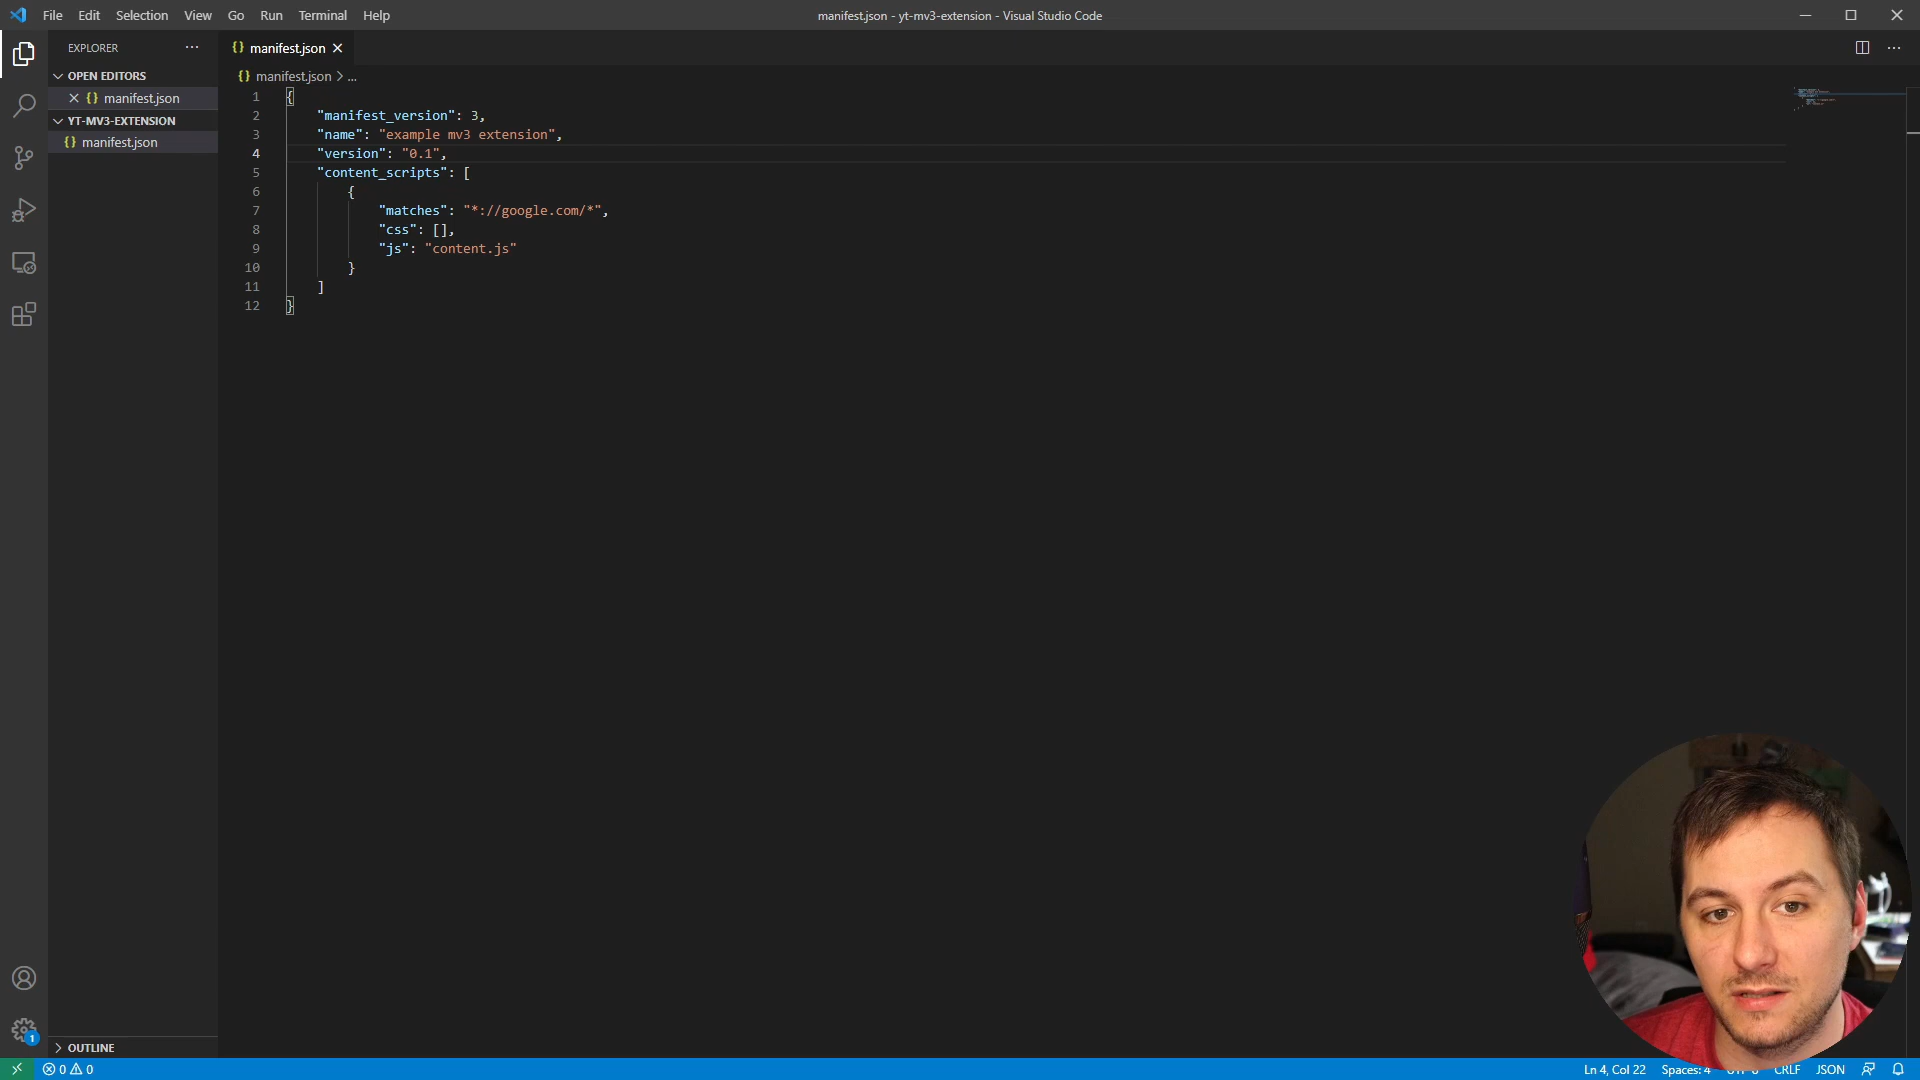 File Edit Selection View Go Run Terminal Help
manifest.json - yt-mv3-extension - Visual Studio Code
EXPLORER
OPEN EDITORS
manifest.json
YT-MV3-EXTENSION
manifest.json
OUTLINE
manifest.json
manifest.json > ...
1 {
2 "manifest_version": 3,
3 "name": "example mv3 extension",
4 "version": "0.1",
5 "content_scripts": [
6 {
7 "matches": "*://google.com/*",
8 "css": [],
9 "js": "content.js"
10 }
11 ]
12 }
1
0 0
Ln 4, Col 22 Spaces: 4 CRLF JSON